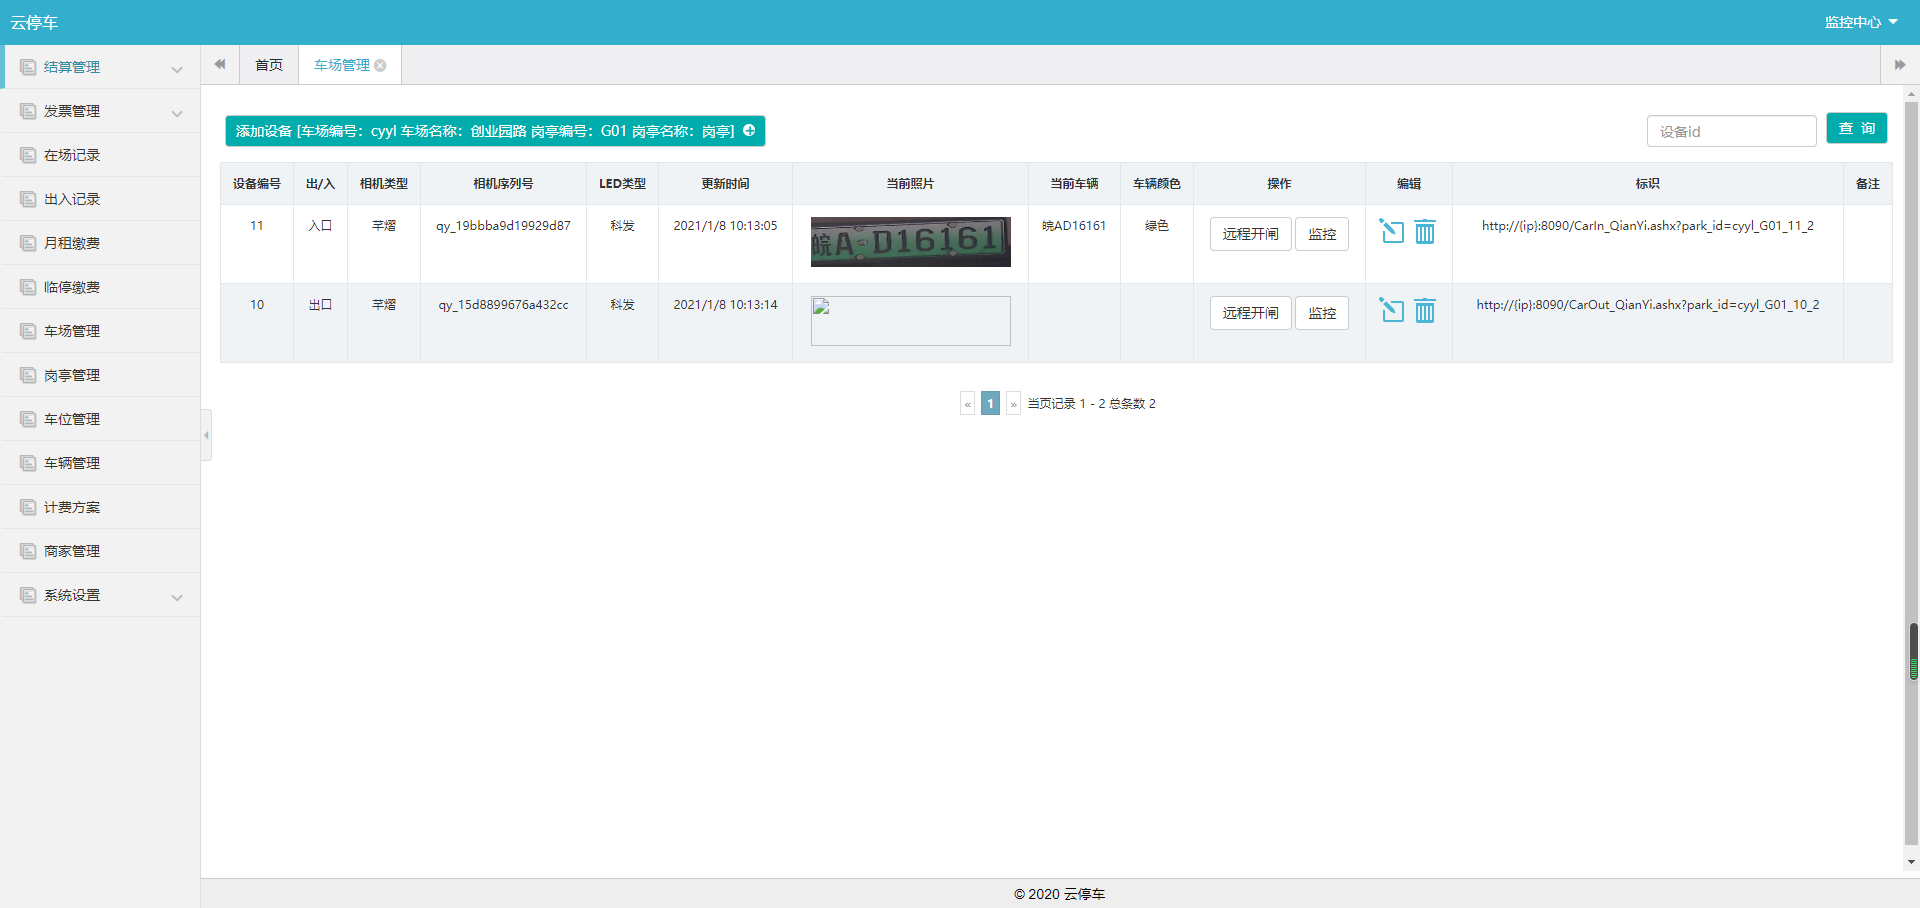 云停车
监控中心
结算管理
发票管理
在场记录
出入记录
月租缴费
临停缴费
车场管理
岗亭管理
车位管理
车辆管理
计费方案
商家管理
系统设置
首页 车场管理
添加设备 [车场编号：cyyl 车场名称：创业园路 岗亭编号：G01 岗亭名称：岗亭]
设备id 查 询
设备编号 出/入 相机类型 相机序列号 LED类型 更新时间 当前照片 当前车辆 车辆颜色 操作 编辑 标识 备注
11 入口 芊熠 qy_19bbba9d19929d87 科发 2021/1/8 10:13:05 皖A·D16161 皖AD16161 绿色 远程开闸 监控 http://{ip}:8090/CarIn_QianYi.ashx?park_id=cyyl_G01_11_2
10 出口 芊熠 qy_15d8899676a432cc 科发 2021/1/8 10:13:14 远程开闸 监控 http://{ip}:8090/CarOut_QianYi.ashx?park_id=cyyl_G01_10_2
« 1 » 当页记录 1 - 2 总条数 2
© 2020 云停车